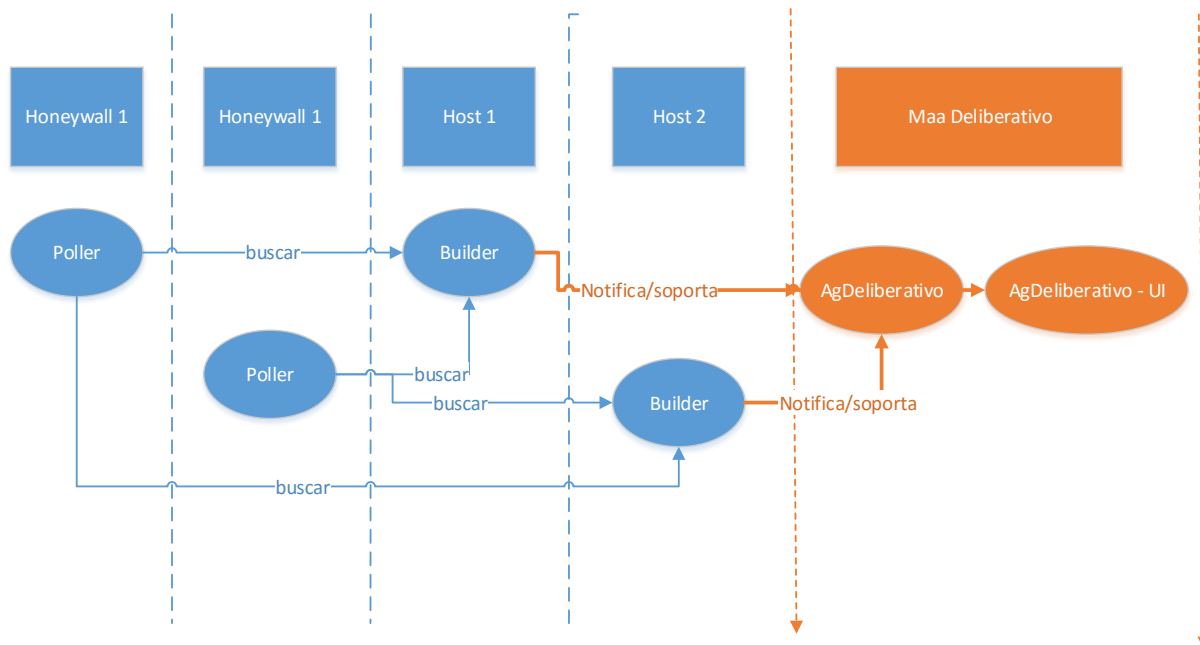 Honeywall 1
Honeywall 1
Host 1
Host 2
Maa Deliberativo
Poller
buscar
Builder
Notifica/soporta
AgDeliberativo
AgDeliberativo - UI
Poller
buscar
buscar
Builder
Notifica/soporta
buscar